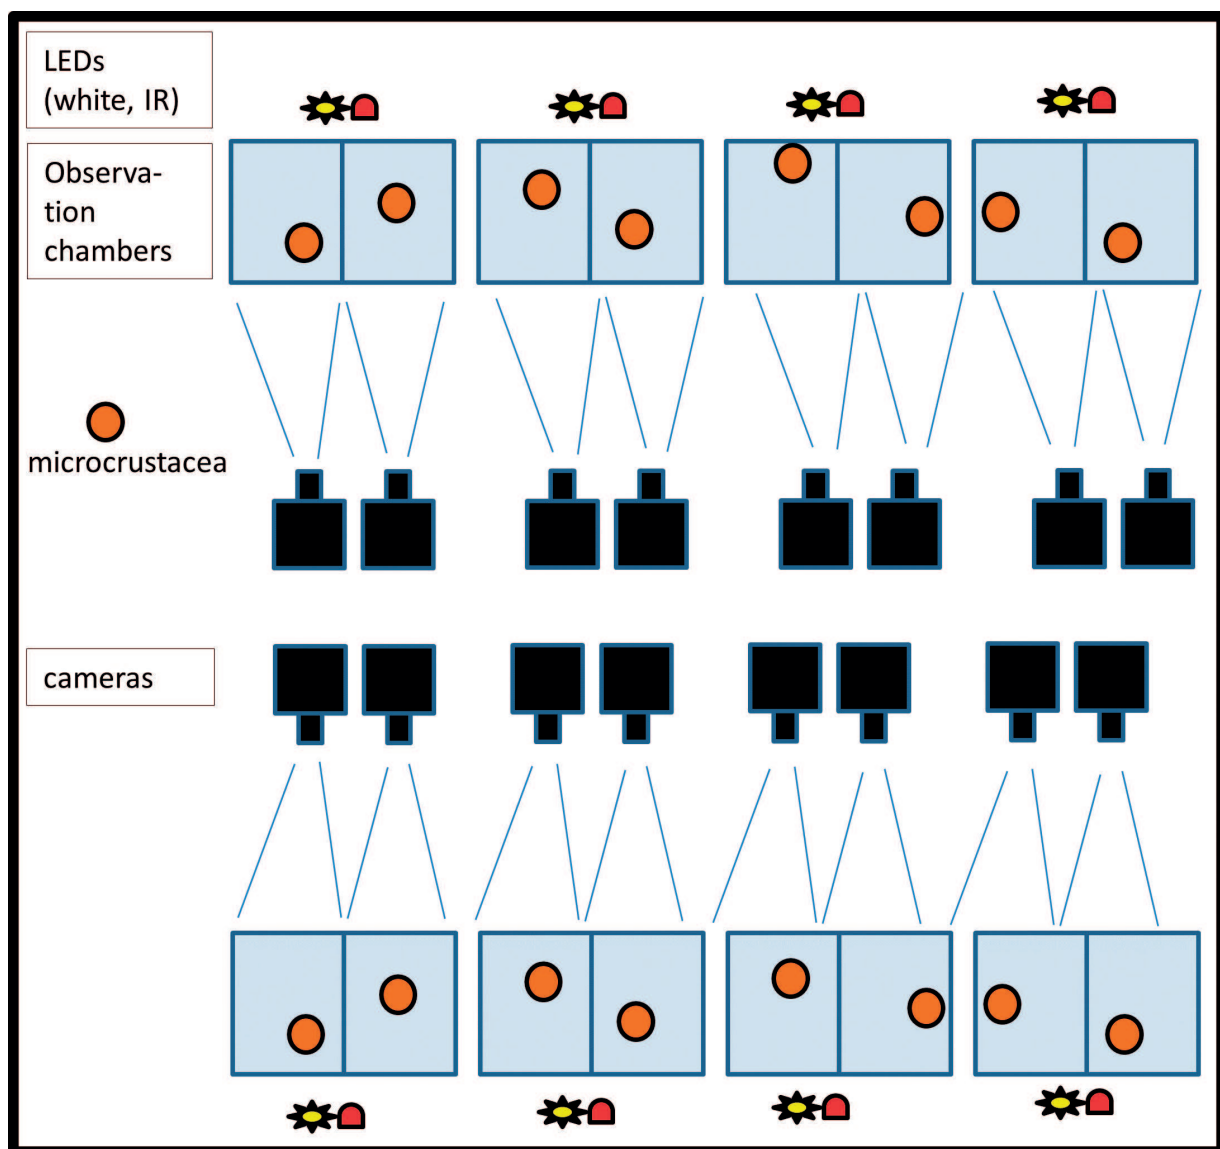 LEDs
(white, IR)
Observa-
tion
chambers
microcrustacea
cameras